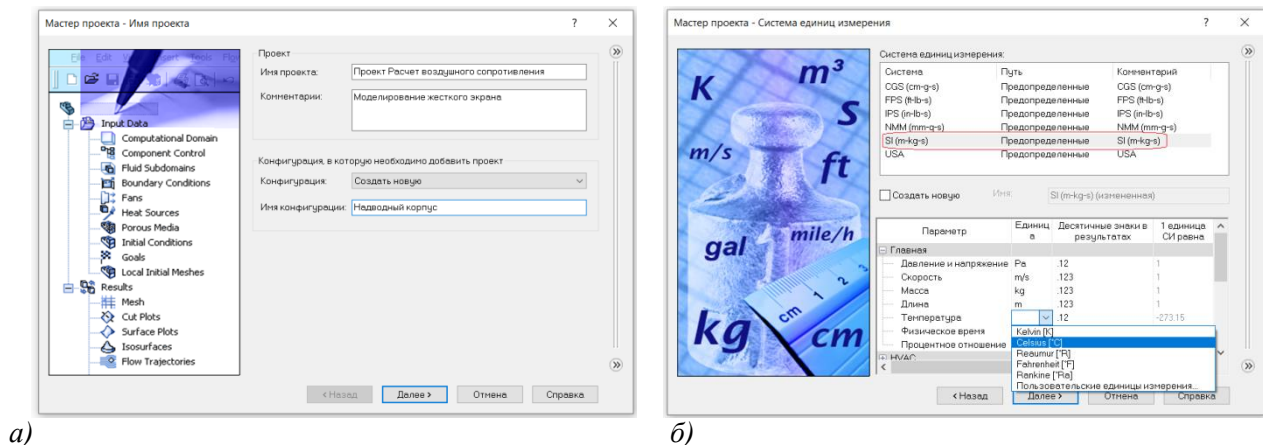 Мастер проекта - Имя проекта
? ×
File Edit
Tools
Input Data
Computational Domain
Component Control
Fluid Subdomains
Boundary Conditions
Fans
Heat Sources
Porous Media
Initial Conditions
Goals
Local Initial Meshes
Results
Mesh
Cut Plots
Surface Plots
Isosurfaces
Flow Trajectories
Проект
Имя проекта: Проект Расчет воздушного сопротивления
Комментарии: Моделирование жесткого экрана
Конфигурация, в которую необходимо добавить проект
Конфигурация: Создать новую
Имя конфигурации: Надводный корпус
< Назад Далее > Отмена Справка
а)
Мастер проекта - Система единиц измерения
? ×
K m³
S
m/s ft
gal mile/h
cm 1 2 3
kg cm
Система единиц измерения:
Система Путь Комментарий
CGS (cm-g-s) Предопределенные CGS (cm-g-s)
FPS (ft-lb-s) Предопределенные FPS (ft-lb-s)
IPS (in-lb-s) Предопределенные IPS (in-lb-s)
NMM (mm-g-s) Предопределенные NMM (mm-g-s)
SI (m-kg-s) Предопределенные SI (m-kg-s)
USA Предопределенные USA
Создать новую Имя: SI (m-kg-s) (измененная)
Параметр Единиц Десятичные знаки в 1 единица
а результатах СИ равна
Главная
Давление и напряжение Pa .12 1
Скорость m/s .123 1
Масса kg .123 1
Длина m .123 1
Температура .12 -273.15
Физическое время Kelvin [K]
Процентное отношение Celsius [°C]
Reaumur [°R]
HVAC Fahrenheit [°F]
Rankine [°Ra]
Пользовательские единицы измерения...
< Назад Далее > Отмена Справка
б)